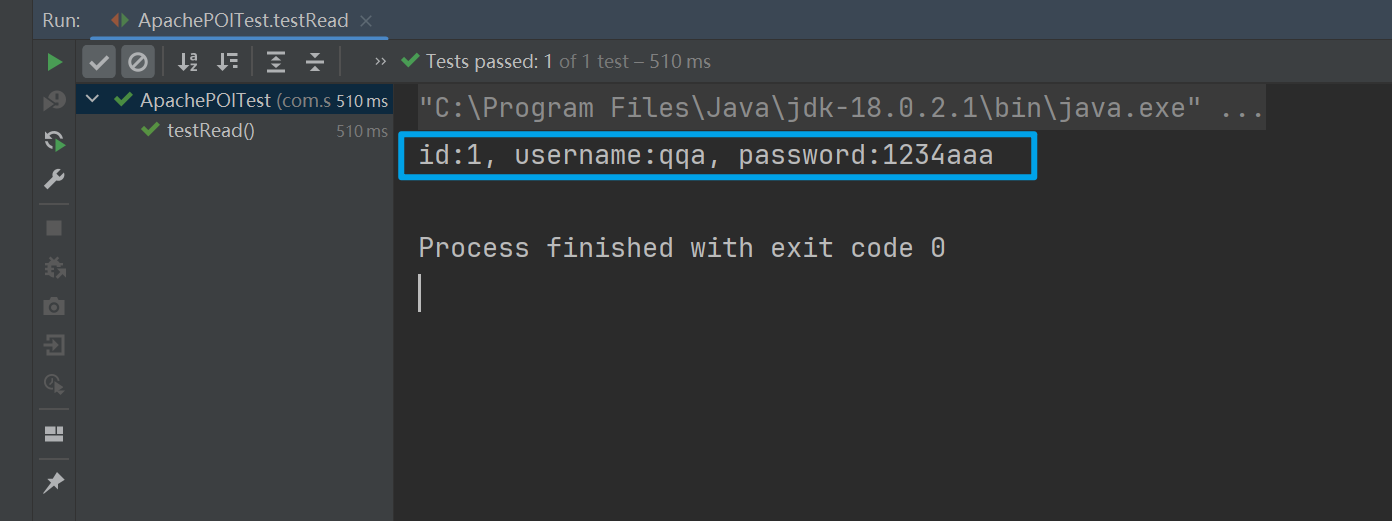 Run: ApachePOITest.testRead
Tests passed: 1 of 1 test – 510 ms
ApachePOITest (com.s 510 ms
testRead() 510 ms
"C:\Program Files\Java\jdk-18.0.2.1\bin\java.exe" ...
id:1, username:qqa, password:1234aaa
Process finished with exit code 0